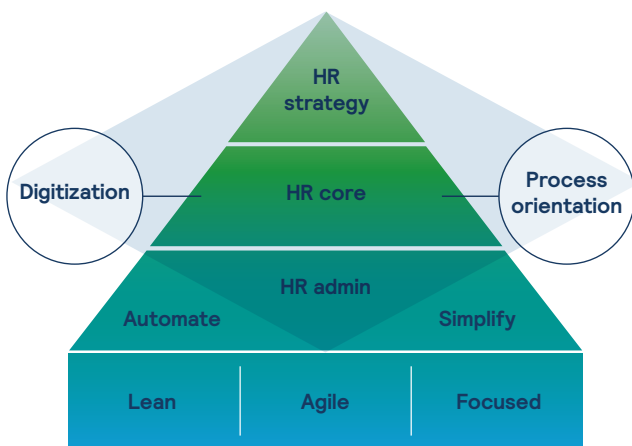 HR
strategy
Digitization
HR core
Process
orientation
HR admin
Automate
Simplify
Lean
Agile
Focused